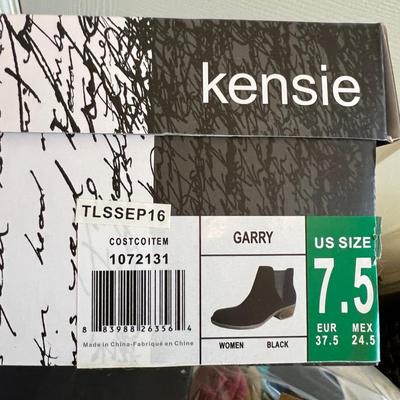 kensie
TLSSEP16
COSTCOITEM
1072131
8 83988 26356 4
Made in China-Fabriqué en Chine
GARRY
WOMEN BLACK
US SIZE
7.5
EUR MEX
37.5 24.5